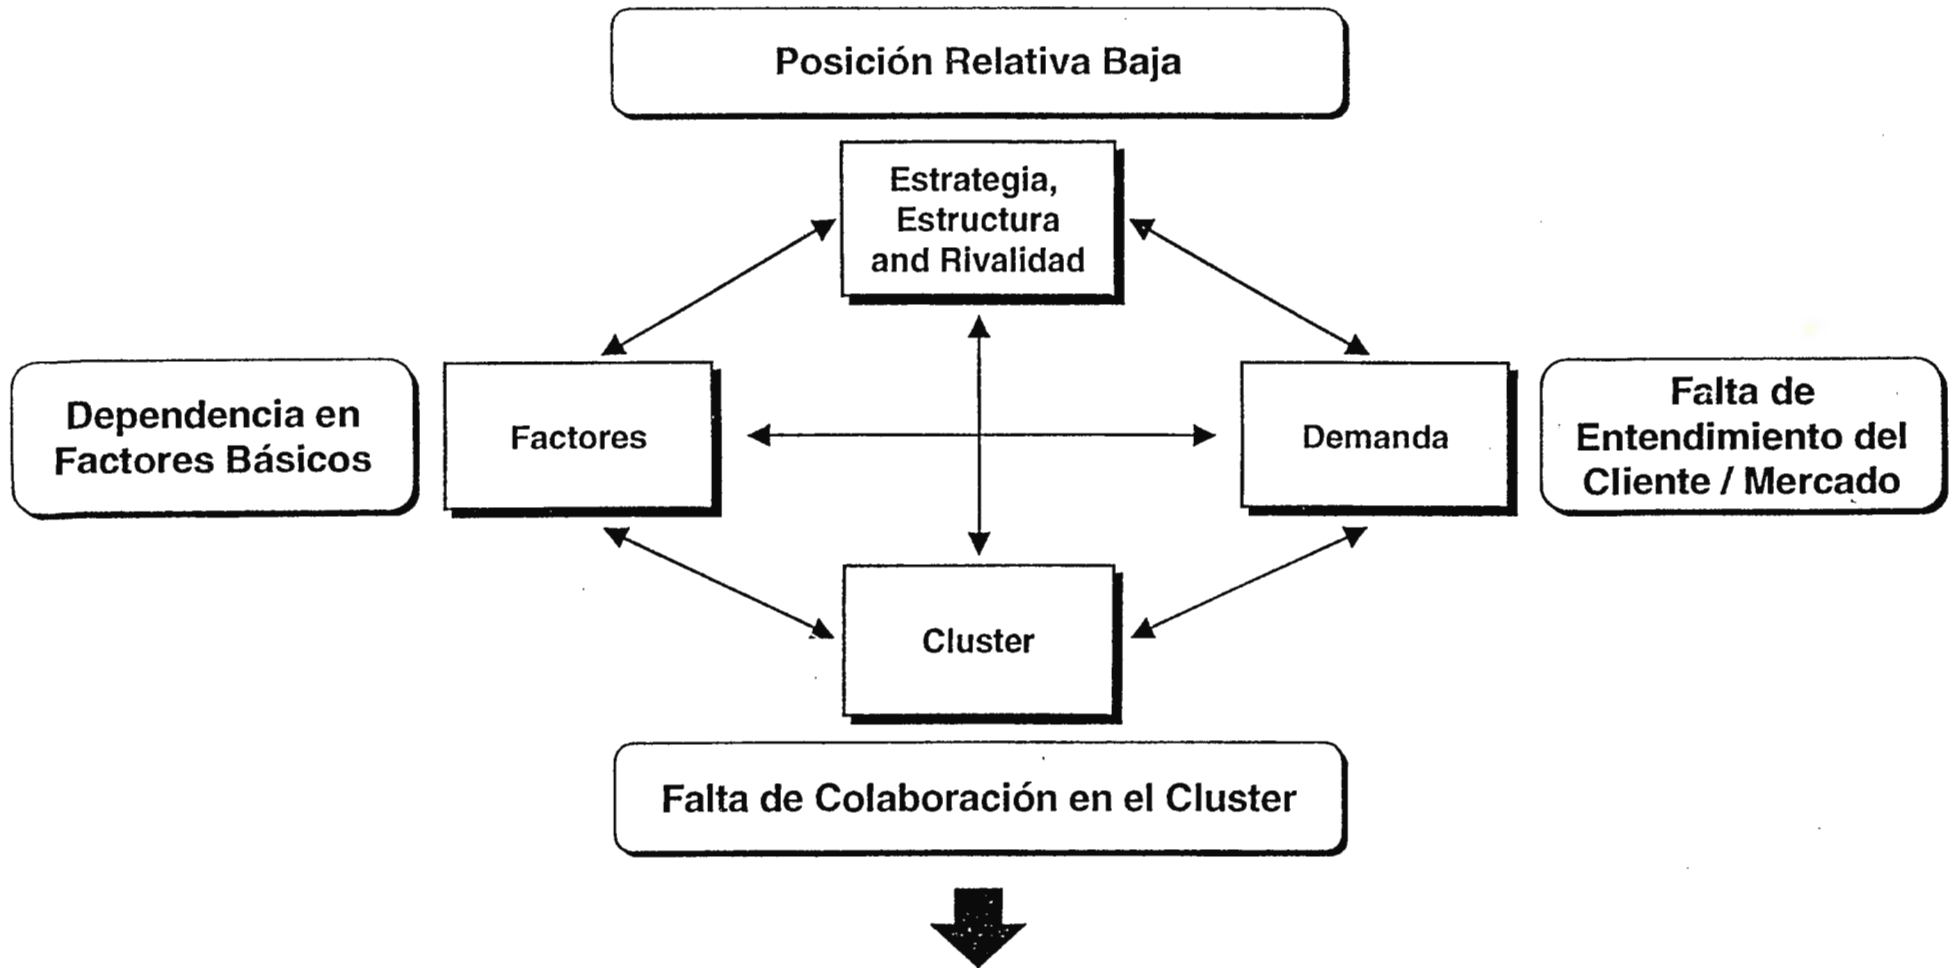 Posición Relativa Baja
Estrategia,
Estructura
and Rivalidad
Dependencia en
Factores Básicos
Factores
Demanda
Falta de
Entendimiento del
Cliente / Mercado
Cluster
Falta de Colaboración en el Cluster